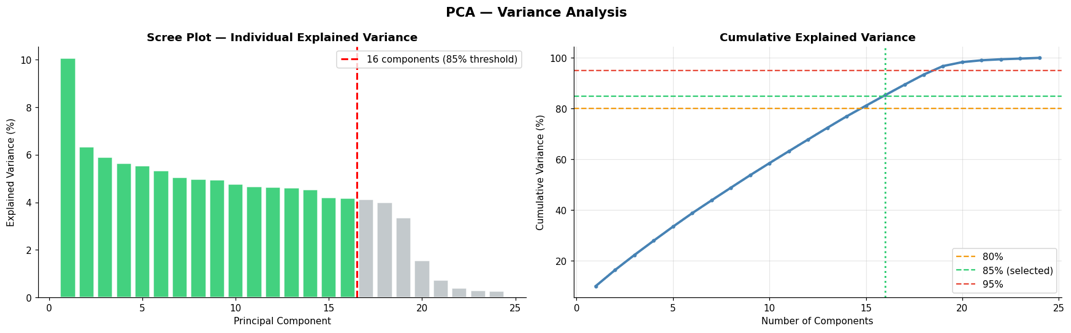 PCA — Variance Analysis
Scree Plot — Individual Explained Variance
16 components (85% threshold)
Explained Variance (%)
10
8
6
4
2
0
0 5 10 15 20 25
Principal Component
Cumulative Explained Variance
Cumulative Variance (%)
100
80
60
40
20
80%
85% (selected)
95%
0 5 10 15 20 25
Number of Components